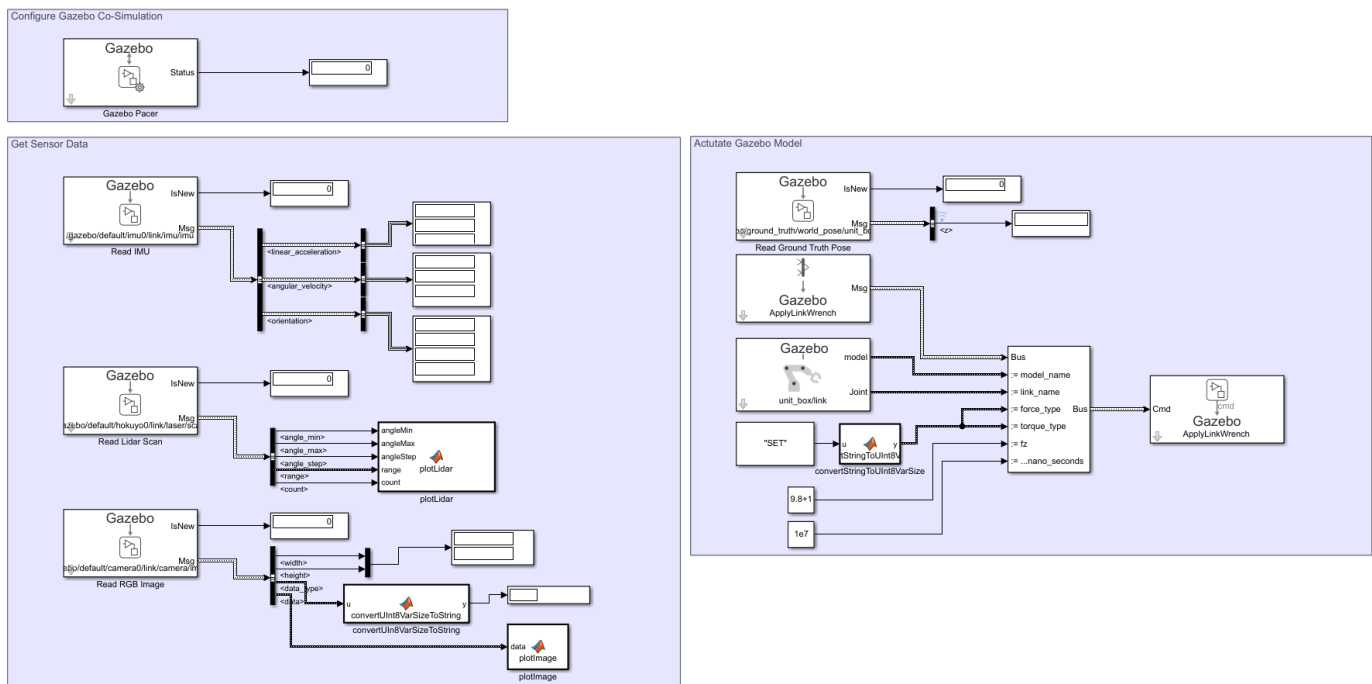 Configure Gazebo Co-Simulation
Gazebo
Status
0
Gazebo Pacer
Get Sensor Data
Gazebo
IsNew
0
Msg
/gazebo/default/imu0/link/imu/imu
Read IMU
<linear_acceleration>
<angular_velocity>
<orientation>
Gazebo
IsNew
0
Msg
Read Lidar Scan
<angle_min>
<angle_max>
<angle_step>
<range>
<count>
angleMin
angleMax
angleStep
range
count
plotLidar
plotLidar
Gazebo
IsNew
0
Msg
Read RGB Image
<width>
<height>
<data_type>
<data>
u
y
convertUInt8VarSizeToString
convertUIn8VarSizeToString
data
plotImage
plotImage
Actutate Gazebo Model
Gazebo
IsNew
0
Msg
Read Ground Truth Pose
<z>
Gazebo
Msg
ApplyLinkWrench
Gazebo
model
Joint
unit_box/link
"SET"
u
y
tStringToUInt8V
convertStringToUInt8VarSize
9.8+1
1e7
Bus
:= model_name
:= link_name
:= force_type
Bus
:= torque_type
:= fz
:= ...nano_seconds
Cmd
cmd
Gazebo
ApplyLinkWrench